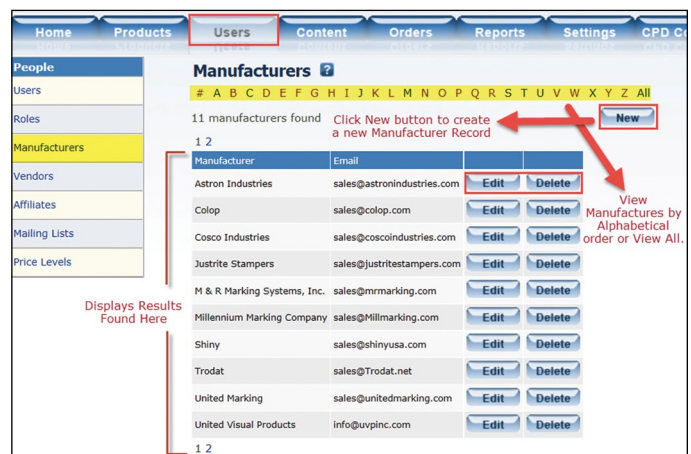 Home Products Users Content Orders Reports Settings CPD Co
People
Users
Roles
Manufacturers
Vendors
Affiliates
Mailing Lists
Price Levels
Manufacturers ?
# A B C D E F G H I J K L M N O P Q R S T U V W X Y Z All
11 manufacturers found
Click New button to create
a new Manufacturer Record
New
1 2
Manufacturer Email
Astron Industries sales@astronindustries.com Edit Delete
Colop sales@colop.com Edit Delete
Cosco Industries sales@coscoindustries.com Edit Delete
Justrite Stampers sales@justritestampers.com Edit Delete
M & R Marking Systems, Inc. sales@mrmarking.com Edit Delete
Millennium Marking Company sales@Millmarking.com Edit Delete
Shiny sales@shinyusa.com Edit Delete
Trodat sales@Trodat.net Edit Delete
United Marking sales@unitedmarking.com Edit Delete
United Visual Products info@uvpinc.com Edit Delete
1 2
View
Manufactures by
Alphabetical
order or View All.
Displays Results
Found Here